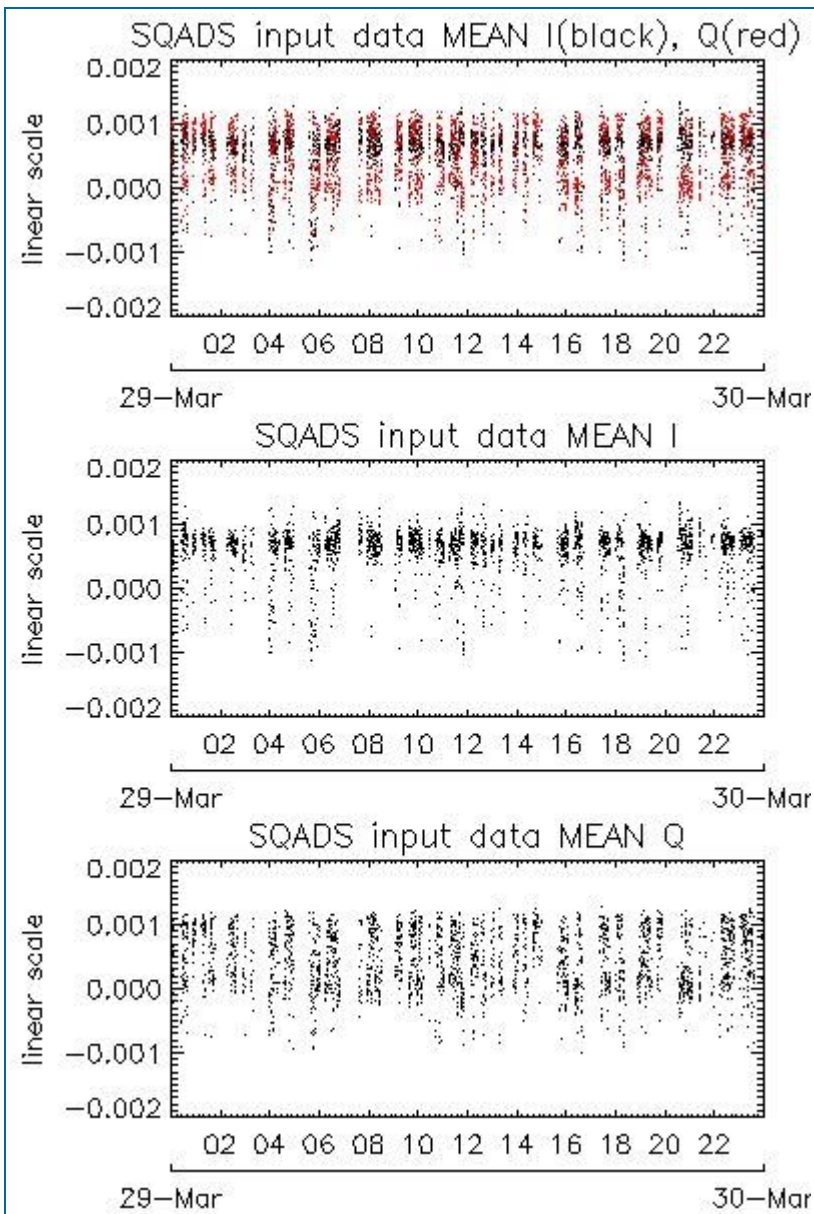 SQADS input data MEAN I(black), Q(red)
0.002
0.001
0.000
−0.001
−0.002
linear scale
02 04 06 08 10 12 14 16 18 20 22
29−Mar 30−Mar
SQADS input data MEAN I
0.002
0.001
0.000
−0.001
−0.002
linear scale
02 04 06 08 10 12 14 16 18 20 22
29−Mar 30−Mar
SQADS input data MEAN Q
0.002
0.001
0.000
−0.001
−0.002
linear scale
02 04 06 08 10 12 14 16 18 20 22
29−Mar 30−Mar